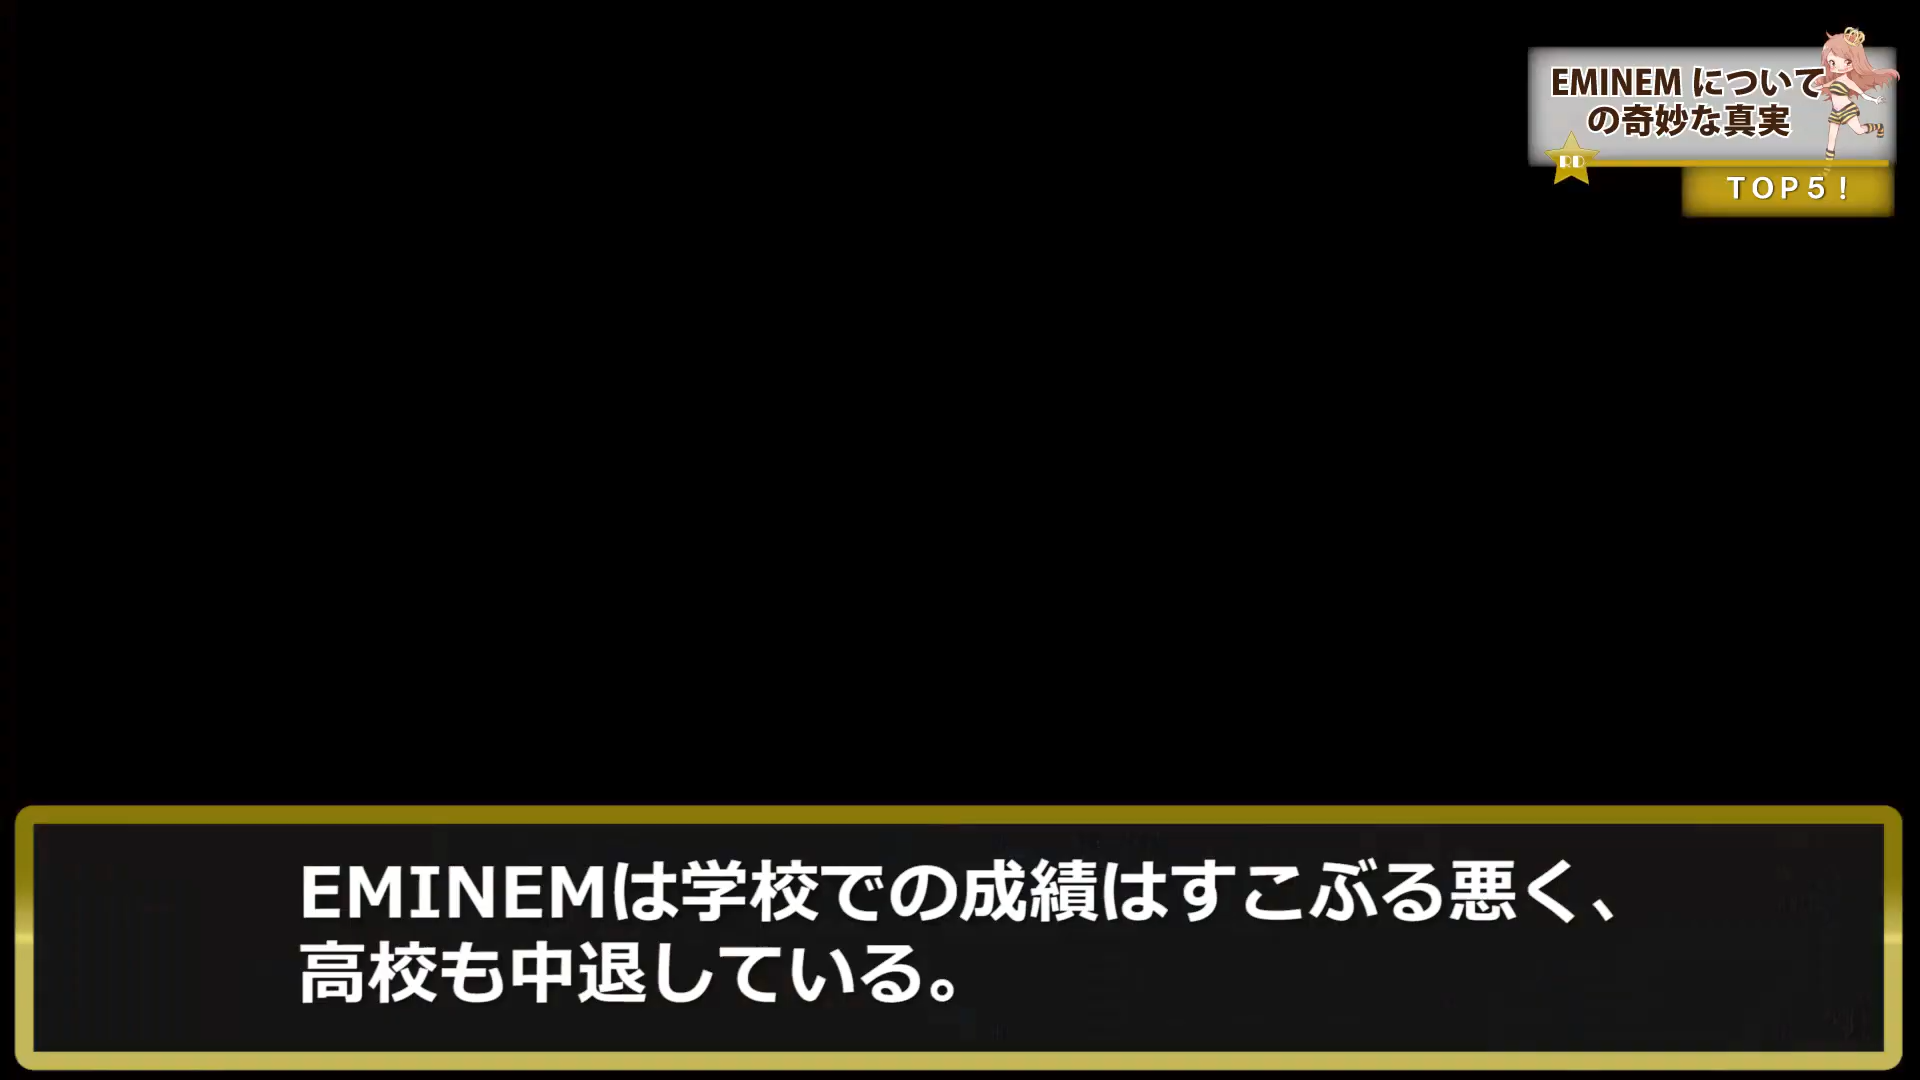 EMINEM について
の奇妙な真実
RD
TOP5！
EMINEMは学校での成績はすこぶる悪く、
高校も中退している。